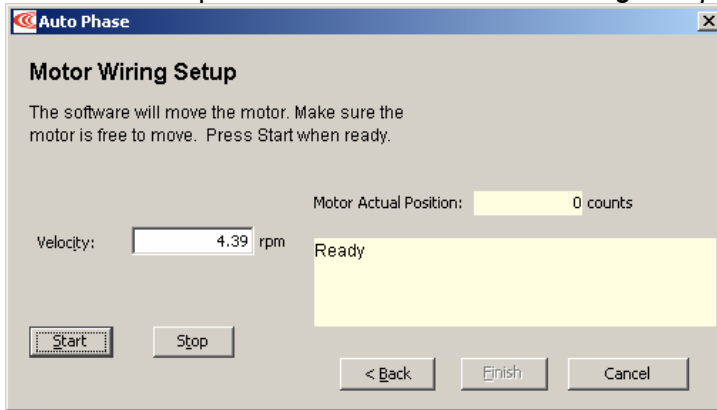 Auto Phase
Motor Wiring Setup
The software will move the motor. Make sure the
motor is free to move. Press Start when ready.
Motor Actual Position: 0 counts
Velocity: 4.39 rpm
Ready
Start Stop
< Back Finish Cancel